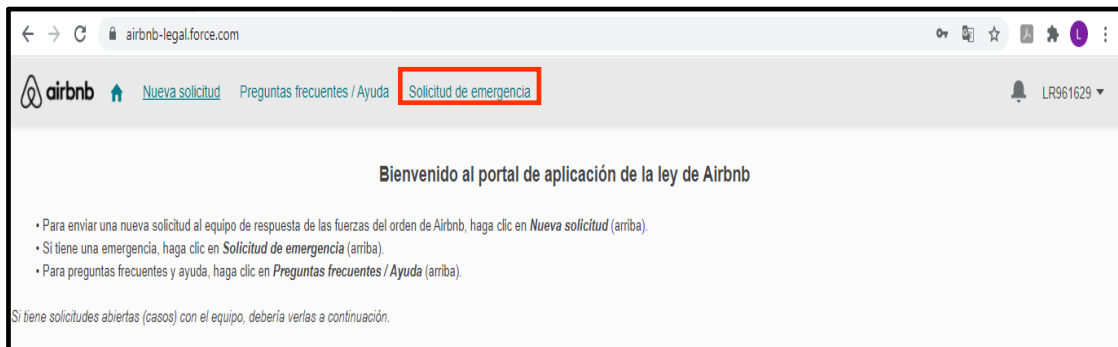 airbnb-legal.force.com
L
airbnb Nueva solicitud Preguntas frecuentes / Ayuda Solicitud de emergencia LR961629
Bienvenido al portal de aplicación de la ley de Airbnb
• Para enviar una nueva solicitud al equipo de respuesta de las fuerzas del orden de Airbnb, haga clic en Nueva solicitud (arriba).
• Si tiene una emergencia, haga clic en Solicitud de emergencia (arriba).
• Para preguntas frecuentes y ayuda, haga clic en Preguntas frecuentes / Ayuda (arriba).
Si tiene solicitudes abiertas (casos) con el equipo, debería verlas a continuación.